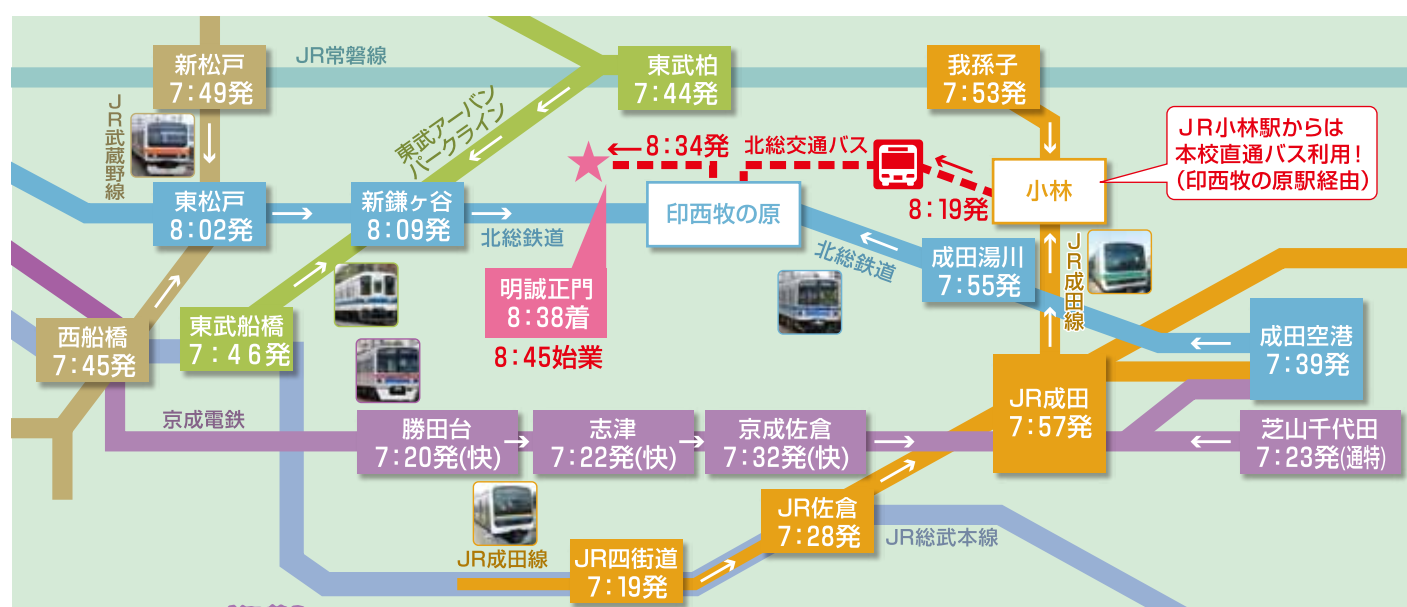 JR常磐線
新松戸
7:49発
東武柏
7:44発
我孫子
7:53発
JR武蔵野線
東武アーバン
パークライン
8:34発
北総交通バス
JR小林駅からは
本校直通バス利用!
(印西牧の原駅経由)
小林
8:19発
東松戸
8:02発
新鎌ヶ谷
8:09発
北総鉄道
印西牧の原
北総鉄道
成田湯川
7:55発
JR成田線
明誠正門
8:38着
8:45始業
西船橋
7:45発
東武船橋
7:46発
成田空港
7:39発
京成電鉄
勝田台
7:20発(快)
志津
7:22発(快)
京成佐倉
7:32発(快)
JR成田
7:57発
芝山千代田
7:23発(通特)
JR佐倉
7:28発
JR総武本線
JR成田線
JR四街道
7:19発